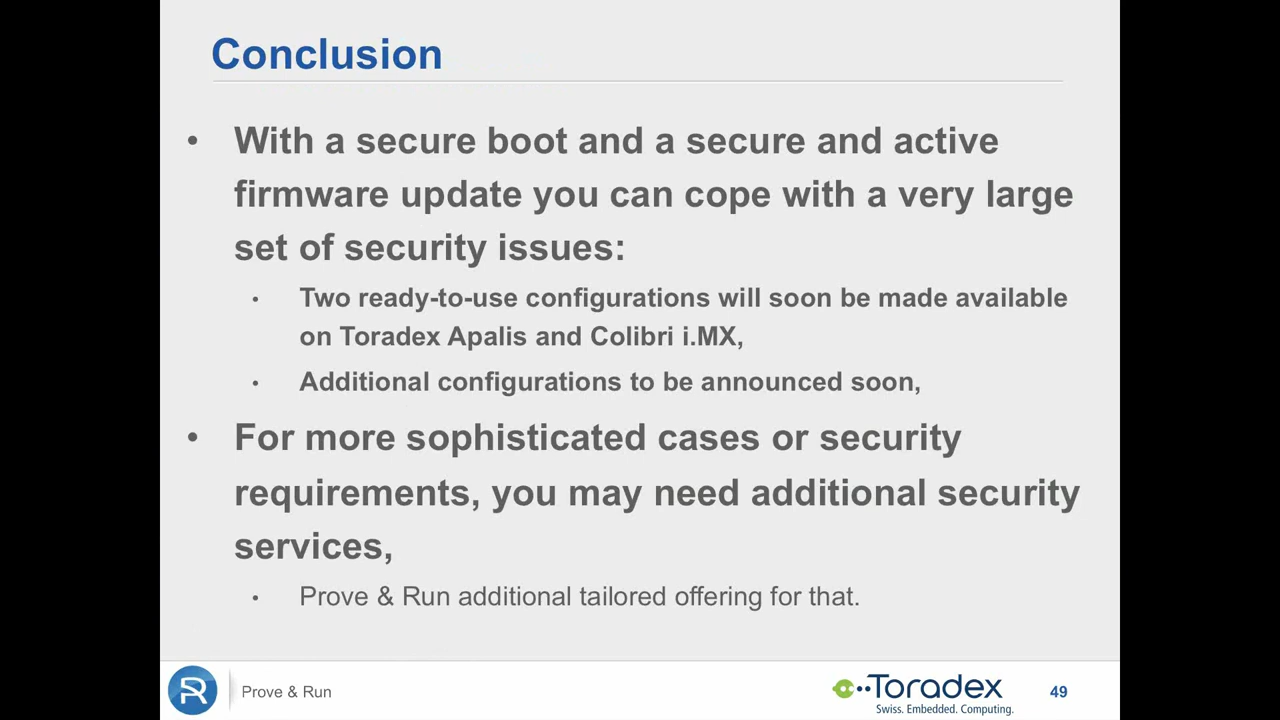 Conclusion
• With a secure boot and a secure and active
firmware update you can cope with a very large
set of security issues:
• Two ready-to-use configurations will soon be made available
on Toradex Apalis and Colibri i.MX,
• Additional configurations to be announced soon,
• For more sophisticated cases or security
requirements, you may need additional security
services,
• Prove & Run additional tailored offering for that.
Prove & Run
Toradex
Swiss. Embedded. Computing.
49